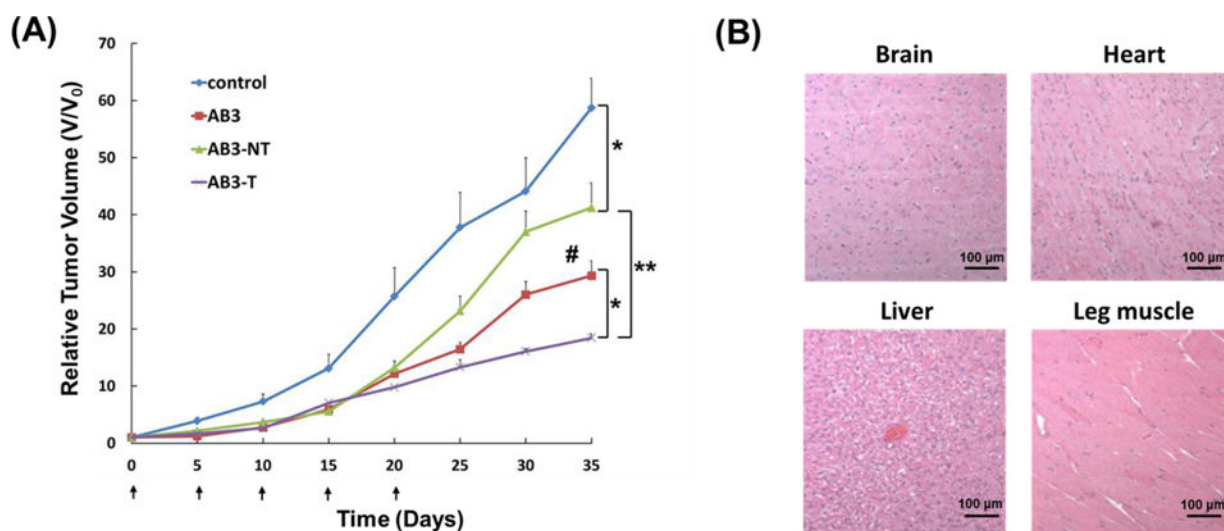 (A)
Relative Tumor Volume (V/V₀)
70
60
50
40
30
20
10
0
control
AB3
AB3-NT
AB3-T
*
#
**
*
0 5 10 15 20 25 30 35
Time (Days)
(B)
Brain Heart
100 µm 100 µm
Liver Leg muscle
100 µm 100 µm